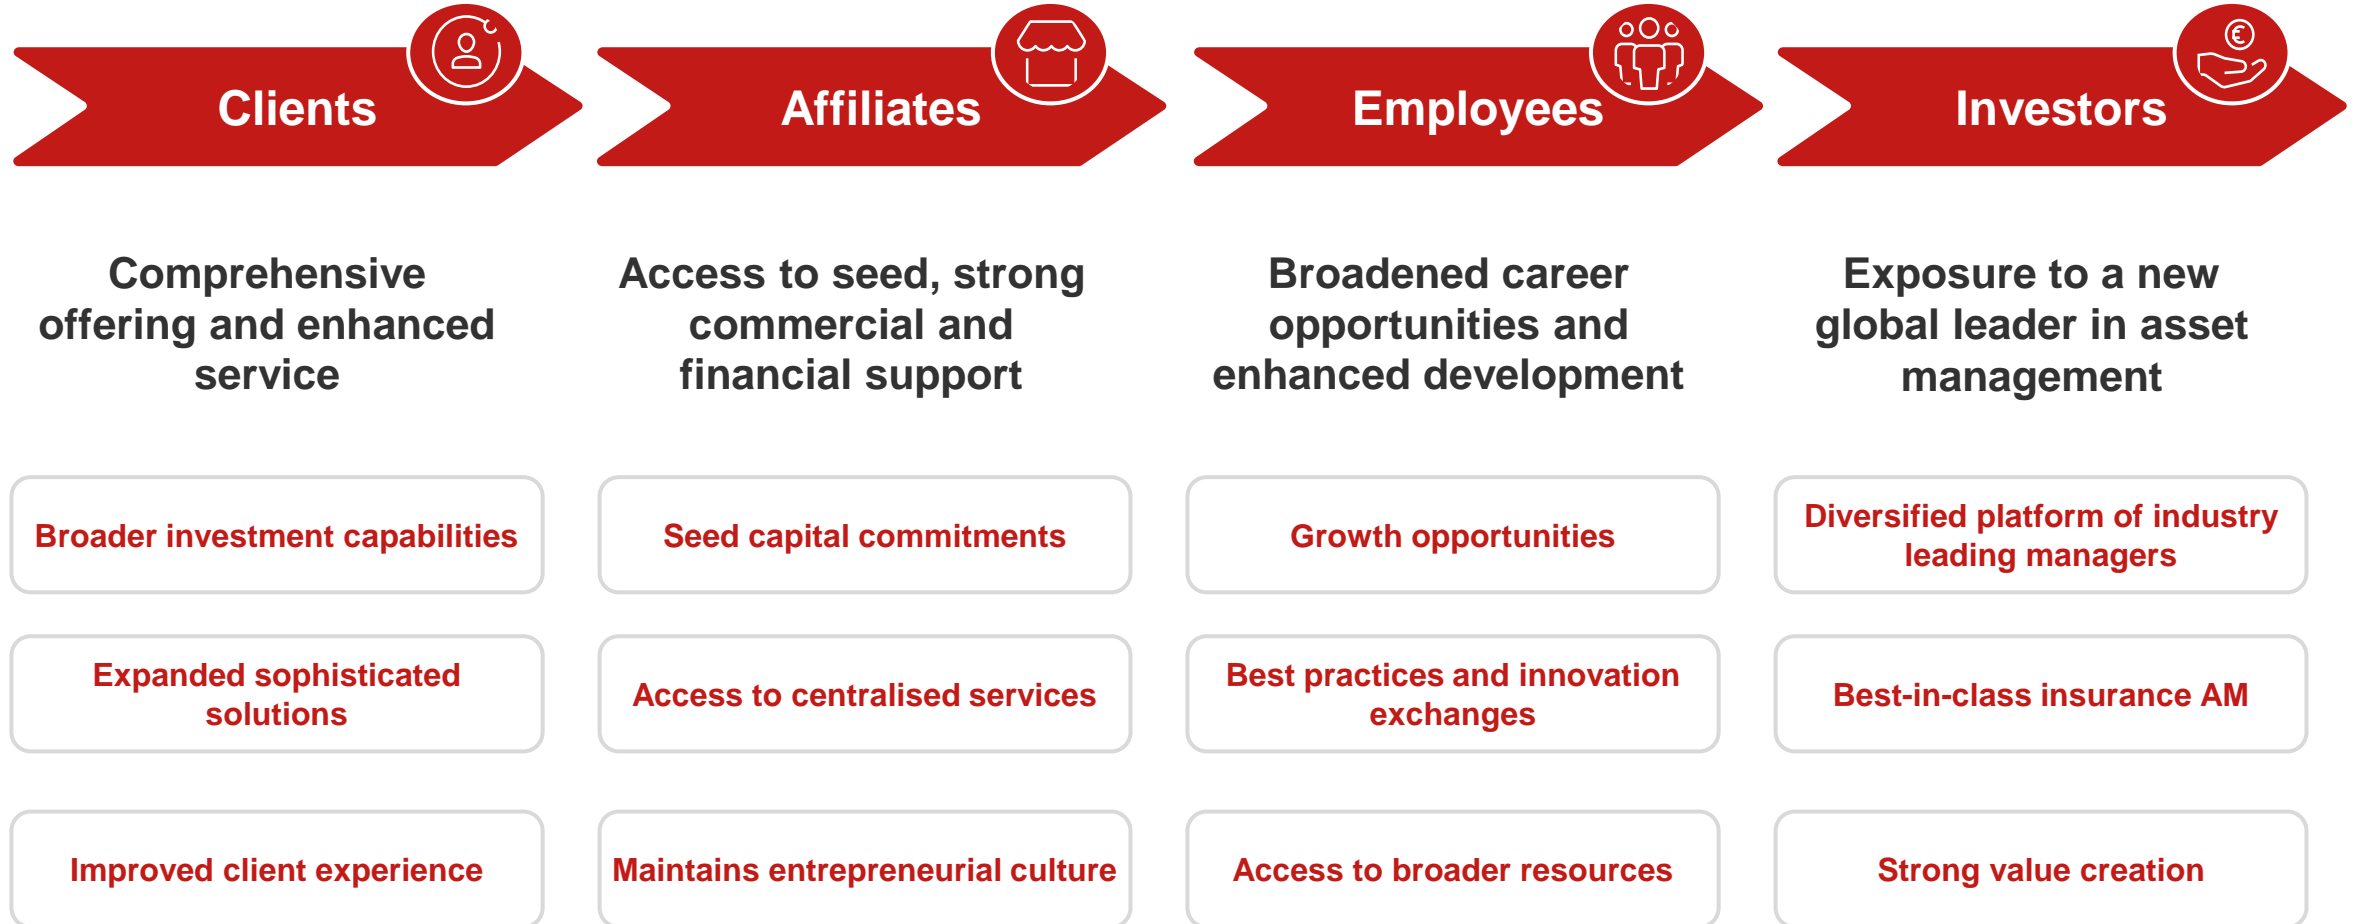 Clients
Comprehensive
offering and enhanced
service
Broader investment capabilities
Expanded sophisticated
solutions
Improved client experience
Affiliates
Access to seed, strong
commercial and
financial support
Seed capital commitments
Access to centralised services
Maintains entrepreneurial culture
Employees
Broadened career
opportunities and
enhanced development
Growth opportunities
Best practices and innovation
exchanges
Access to broader resources
€
Investors
Exposure to a new
global leader in asset
management
Diversified platform of industry
leading managers
Best-in-class insurance AM
Strong value creation